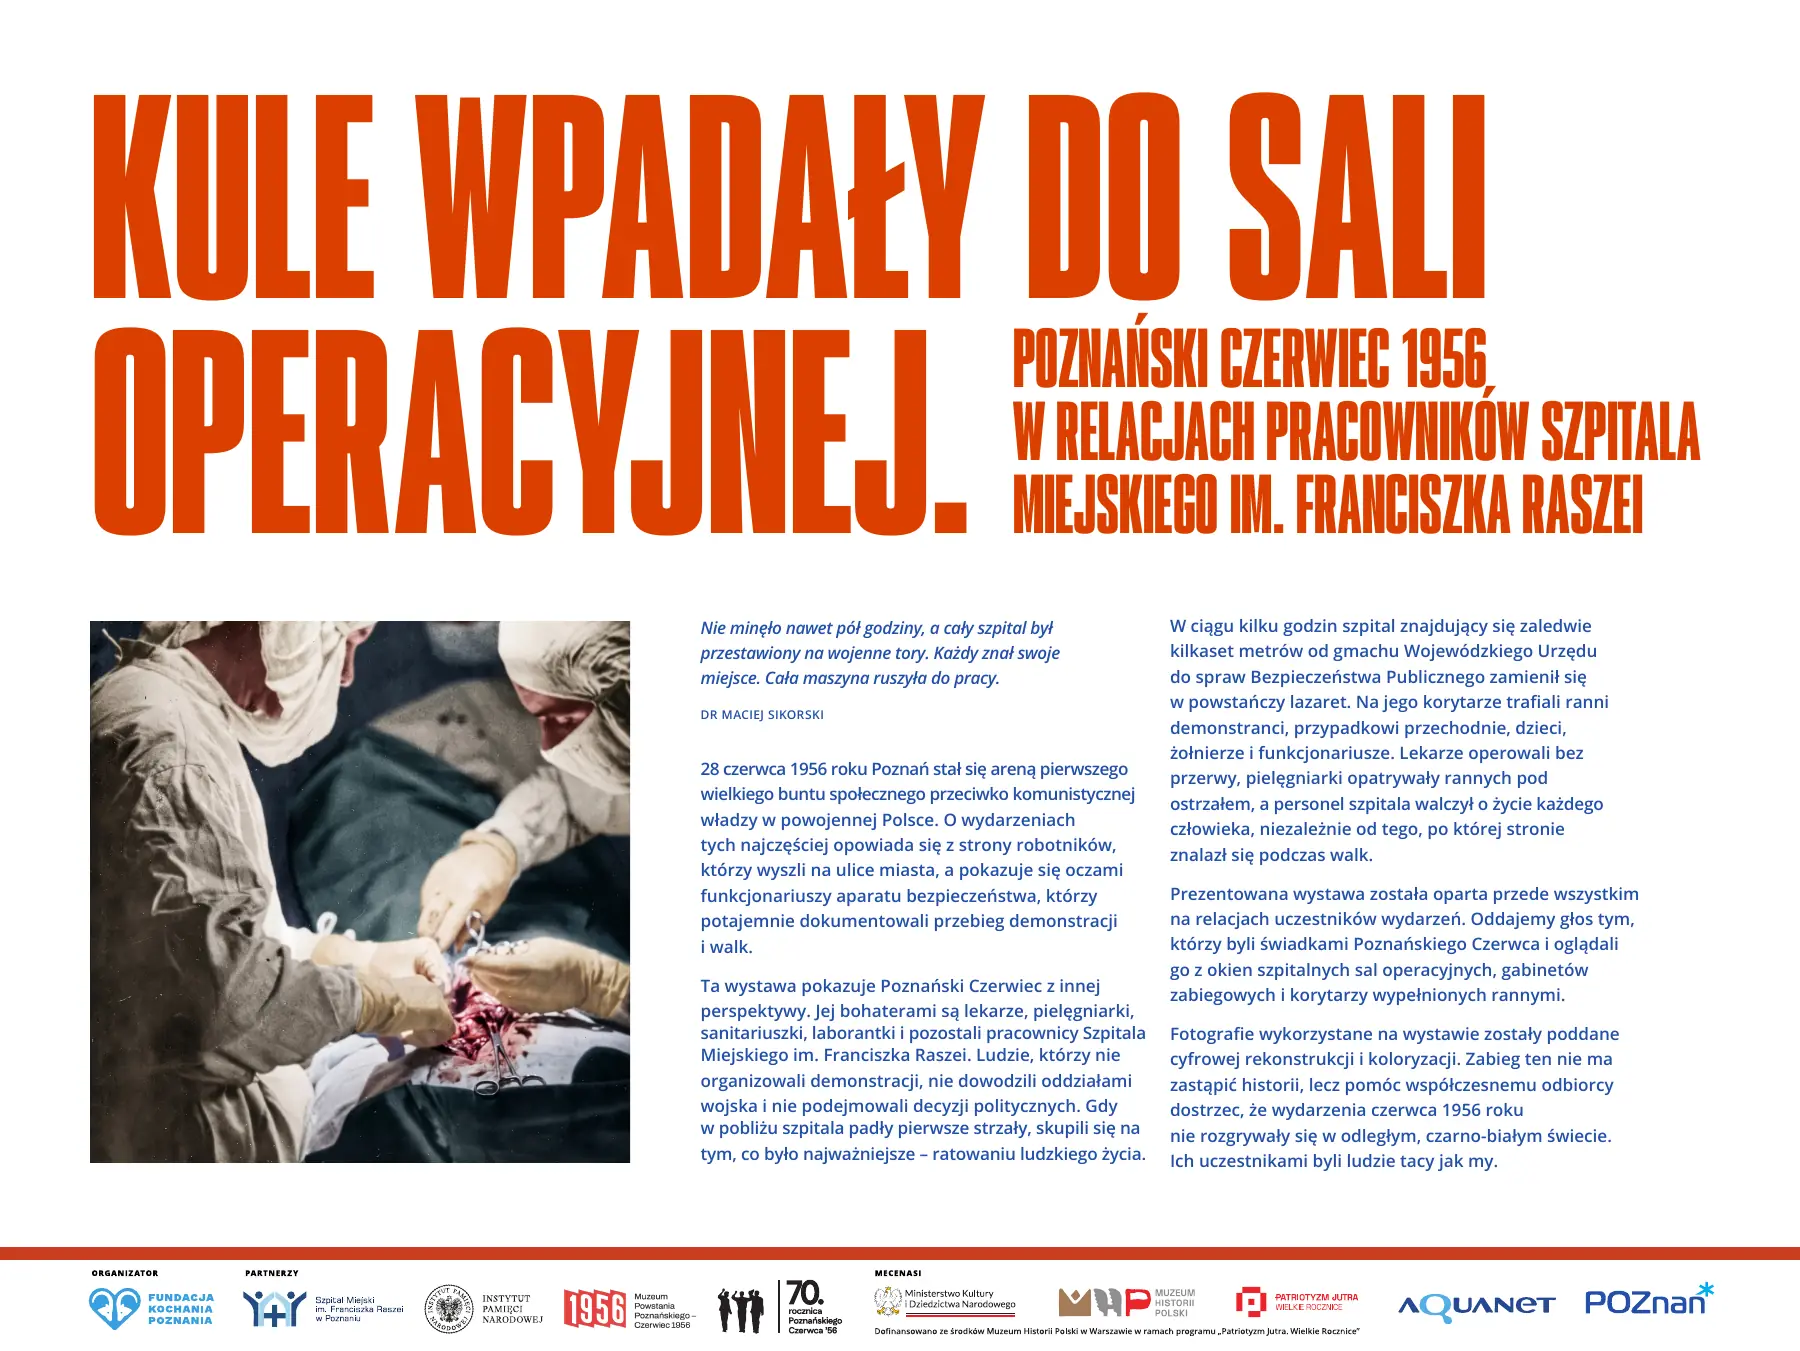 KULE WPADAŁY DO SALI
OPERACYJNEJ.
POZNAŃSKI CZERWIEC 1956
W RELACJACH PRACOWNIKÓW SZPITALA
MIEJSKIEGO IM. FRANCISZKA RASZEI
Nie minęło nawet pół godziny, a cały szpital był
przestawiony na wojenne tory. Każdy znał swoje
miejsce. Cała maszyna ruszyła do pracy.
DR MACIEJ SIKORSKI
28 czerwca 1956 roku Poznań stał się areną pierwszego
wielkiego buntu społecznego przeciwko komunistycznej
władzy w powojennej Polsce. O wydarzeniach
tych najczęściej opowiada się z strony robotników,
którzy wyszli na ulice miasta, a pokazuje się oczami
funkcjonariuszy aparatu bezpieczeństwa, którzy
potajemnie dokumentowali przebieg demonstracji
i walk.
Ta wystawa pokazuje Poznański Czerwiec z innej
perspektywy. Jej bohaterami są lekarze, pielęgniarki,
sanitariuszki, laborantki i pozostali pracownicy Szpitala
Miejskiego im. Franciszka Raszei. Ludzie, którzy nie
organizowali demonstracji, nie dowodzili oddziałami
wojska i nie podejmowali decyzji politycznych. Gdy
w pobliżu szpitala padły pierwsze strzały, skupili się na
tym, co było najważniejsze – ratowaniu ludzkiego życia.
W ciągu kilku godzin szpital znajdujący się zaledwie
kilkaset metrów od gmachu Wojewódzkiego Urzędu
do spraw Bezpieczeństwa Publicznego zamienił się
w powstańczy lazaret. Na jego korytarze trafiali ranni
demonstranci, przypadkowi przechodnie, dzieci,
żołnierze i funkcjonariusze. Lekarze operowali bez
przerwy, pielęgniarki opatrywały rannych pod
ostrzałem, a personel szpitala walczył o życie każdego
człowieka, niezależnie od tego, po której stronie
znalazł się podczas walk.
Prezentowana wystawa została oparta przede wszystkim
na relacjach uczestników wydarzeń. Oddajemy głos tym,
którzy byli świadkami Poznańskiego Czerwca i oglądali
go z okien szpitalnych sal operacyjnych, gabinetów
zabiegowych i korytarzy wypełnionych rannymi.
Fotografie wykorzystane na wystawie zostały poddane
cyfrowej rekonstrukcji i koloryzacji. Zabieg ten nie ma
zastąpić historii, lecz pomóc współczesnemu odbiorcy
dostrzec, że wydarzenia czerwca 1956 roku
nie rozgrywały się w odległym, czarno-białym świecie.
Ich uczestnikami byli ludzie tacy jak my.
ORGANIZATOR
FUNDACJA
KOCHANIA
POZNANIA
PARTNERZY
Szpital Miejski
im. Franciszka Raszei
w Poznaniu
INSTYTUT PAMIĘCI NARODOWEJ
INSTYTUT
PAMIĘCI
NARODOWEJ
1956
Muzeum
Powstania
Poznańskiego –
Czerwiec 1956
70.
rocznica
Poznańskiego
Czerwca '56
MECENASI
Ministerstwo Kultury
i Dziedzictwa Narodowego
MHP
MUZEUM
HISTORII
POLSKI
PATRIOTYZM JUTRA
WIELKIE ROCZNICE
AQUANET
POZnan*
Dofinansowano ze środków Muzeum Historii Polski w Warszawie w ramach programu „Patriotyzm Jutra. Wielkie Rocznice"